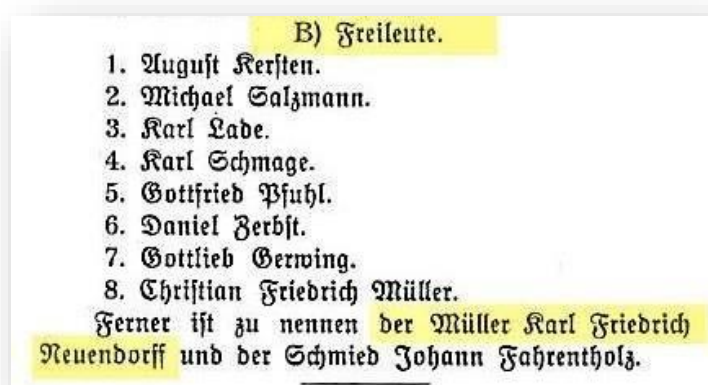 B) Freileute.
1. August Kersten.
2. Michael Salzmann.
3. Karl Lade.
4. Karl Schmage.
5. Gottfried Pfuhl.
6. Daniel Zerbst.
7. Gottlieb Gerwing.
8. Christian Friedrich Müller.
Ferner ist zu nennen der Müller Karl Friedrich
Neuendorff und der Schmied Johann Fahrentholz.